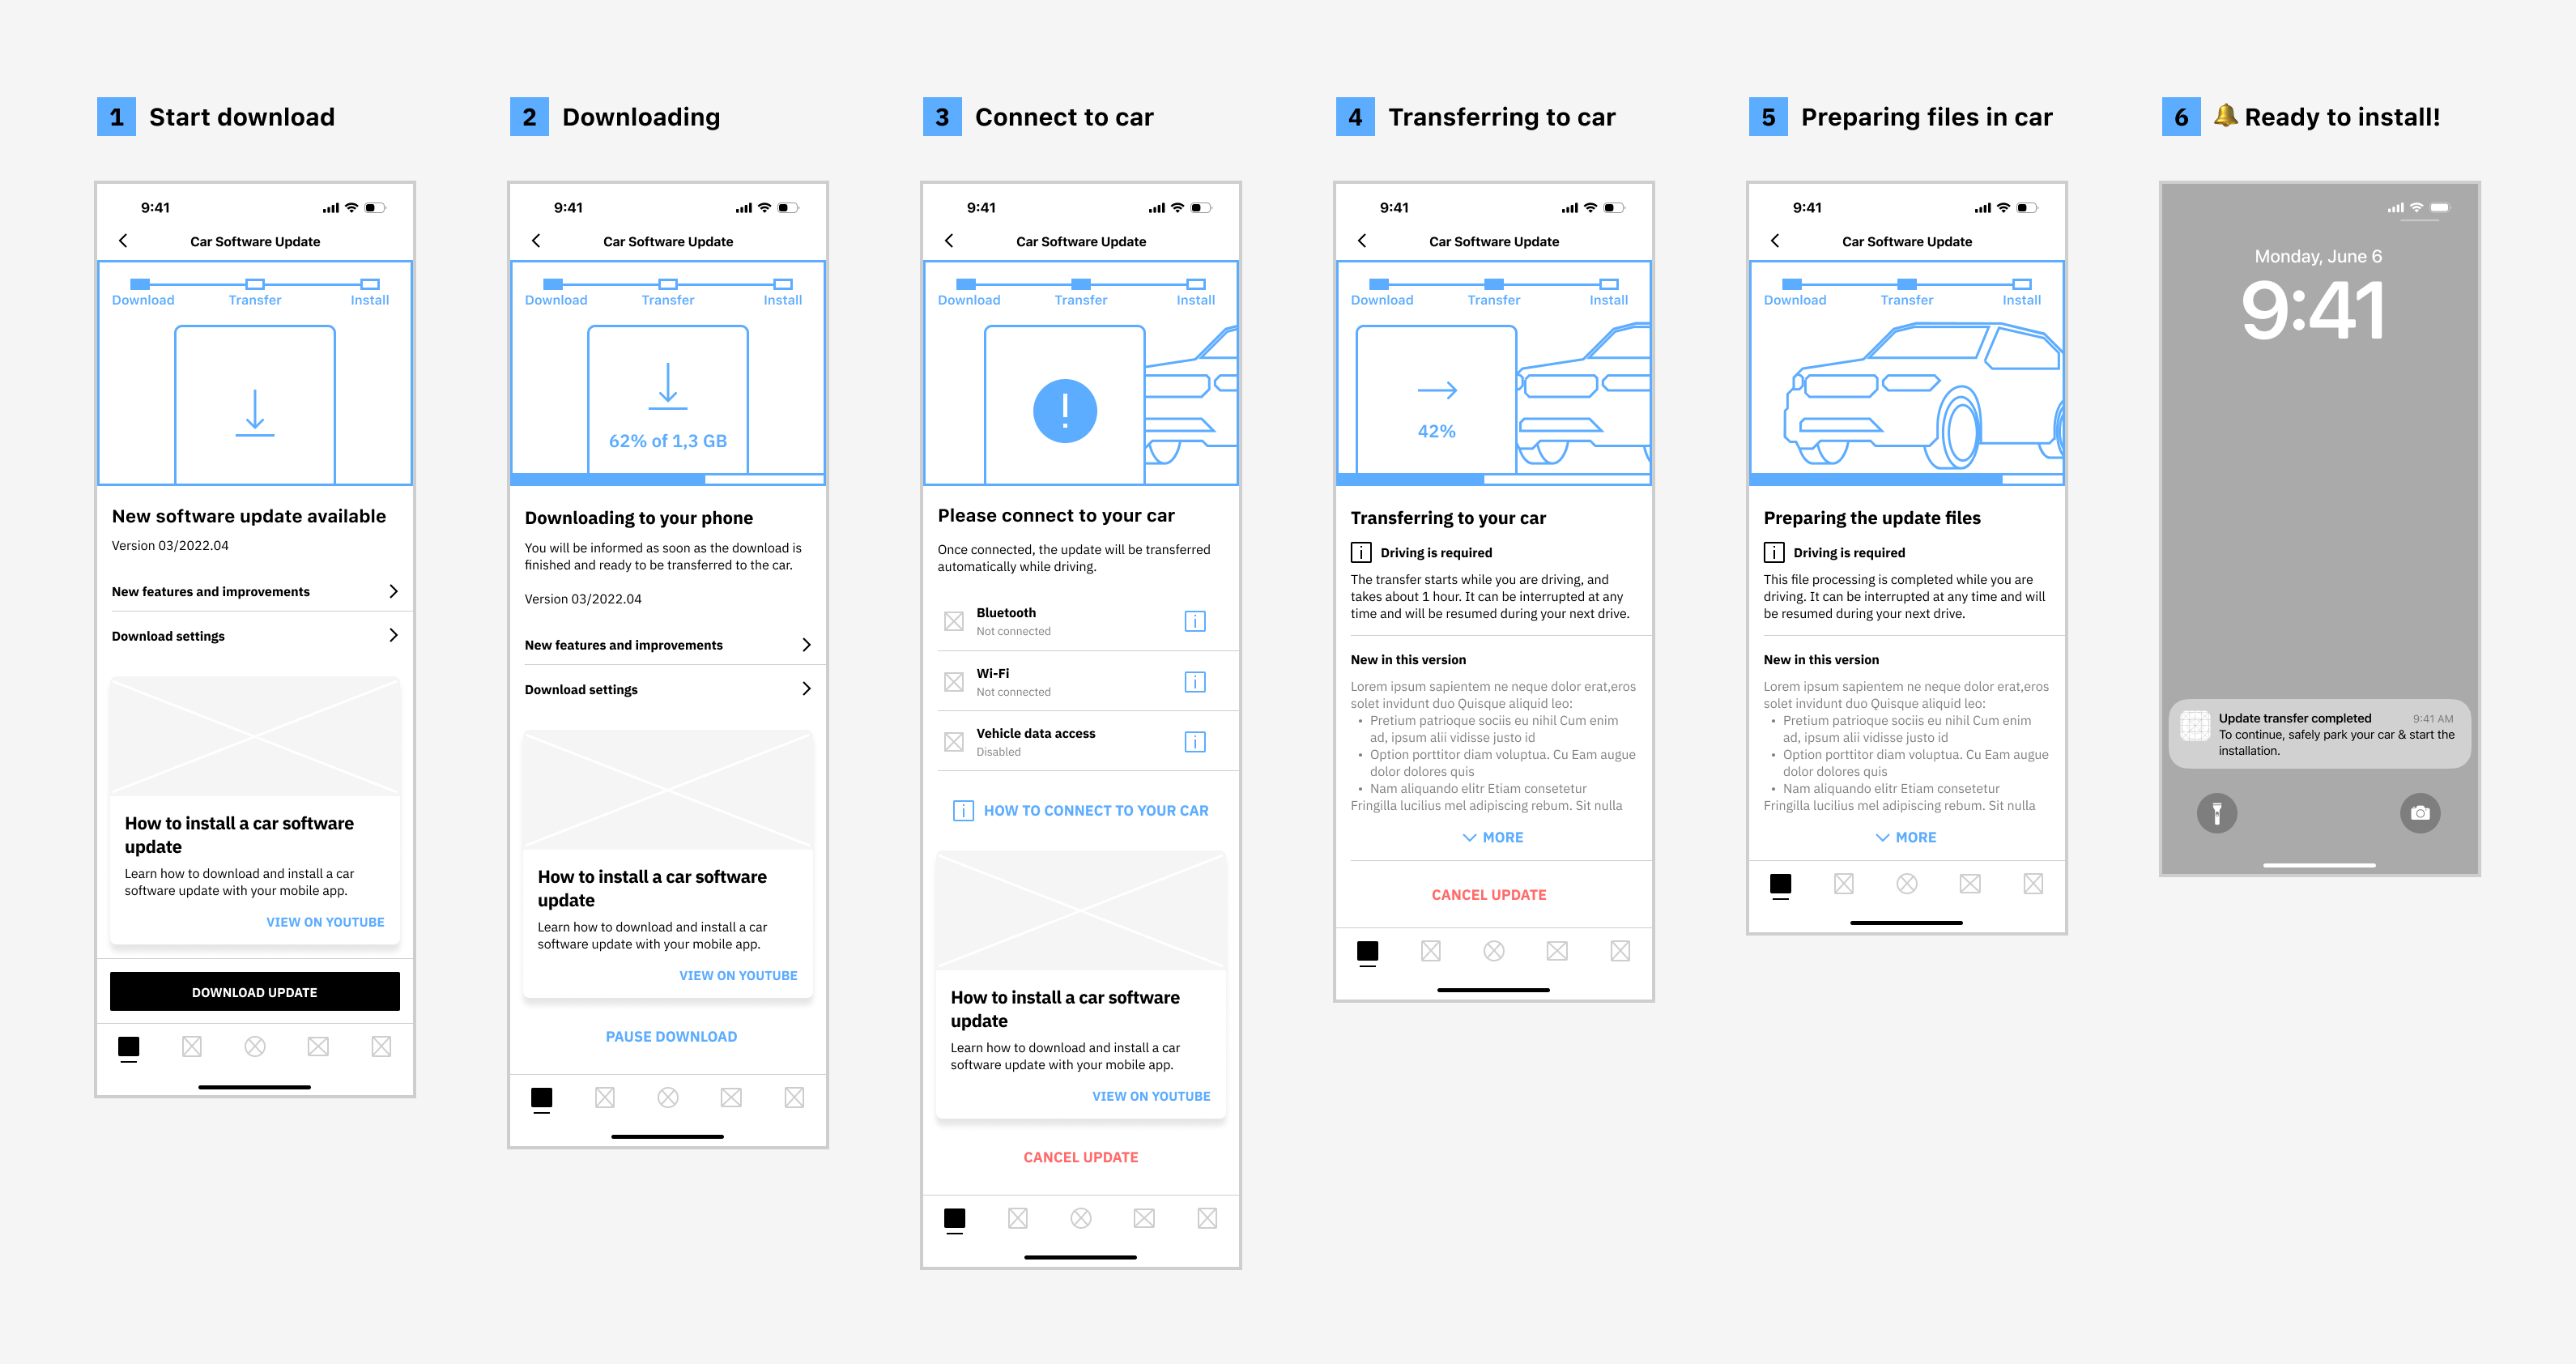 1 Start download
9:41
Car Software Update
Download Transfer Install
New software update available
Version 03/2022.04
New features and improvements
Download settings
How to install a car software
update
Learn how to download and install a car
software update with your mobile app.
VIEW ON YOUTUBE
DOWNLOAD UPDATE
2 Downloading
9:41
Car Software Update
Download Transfer Install
62% of 1,3 GB
Downloading to your phone
You will be informed as soon as the download is
finished and ready to be transferred to the car.
Version 03/2022.04
New features and improvements
Download settings
How to install a car software
update
Learn how to download and install a car
software update with your mobile app.
VIEW ON YOUTUBE
PAUSE DOWNLOAD
3 Connect to car
9:41
Car Software Update
Download Transfer Install
!
Please connect to your car
Once connected, the update will be transferred
automatically while driving.
Bluetooth
Not connected
Wi-Fi
Not connected
Vehicle data access
Disabled
HOW TO CONNECT TO YOUR CAR
How to install a car software
update
Learn how to download and install a car
software update with your mobile app.
VIEW ON YOUTUBE
CANCEL UPDATE
4 Transferring to car
9:41
Car Software Update
Download Transfer Install
42%
Transferring to your car
Driving is required
The transfer starts while you are driving, and
takes about 1 hour. It can be interrupted at any
time and will be resumed during your next drive.
New in this version
Lorem ipsum sapientem ne neque dolor erat,eros
solet invidunt duo Quisque aliquid leo:
• Pretium patrioque sociis eu nihil Cum enim
ad, ipsum alii vidisse justo id
• Option porttitor diam voluptua. Cu Eam augue
dolor dolores quis
• Nam aliquando elitr Etiam consetetur
Fringilla lucilius mel adipiscing rebum. Sit nulla
MORE
CANCEL UPDATE
5 Preparing files in car
9:41
Car Software Update
Download Transfer Install
Preparing the update files
Driving is required
This file processing is completed while you are
driving. It can be interrupted at any time and will
be resumed during your next drive.
New in this version
Lorem ipsum sapientem ne neque dolor erat,eros
solet invidunt duo Quisque aliquid leo:
• Pretium patrioque sociis eu nihil Cum enim
ad, ipsum alii vidisse justo id
• Option porttitor diam voluptua. Cu Eam augue
dolor dolores quis
• Nam aliquando elitr Etiam consetetur
Fringilla lucilius mel adipiscing rebum. Sit nulla
MORE
6 🔔 Ready to install!
Monday, June 6
9:41
Update transfer completed 9:41 AM
To continue, safely park your car & start the
installation.